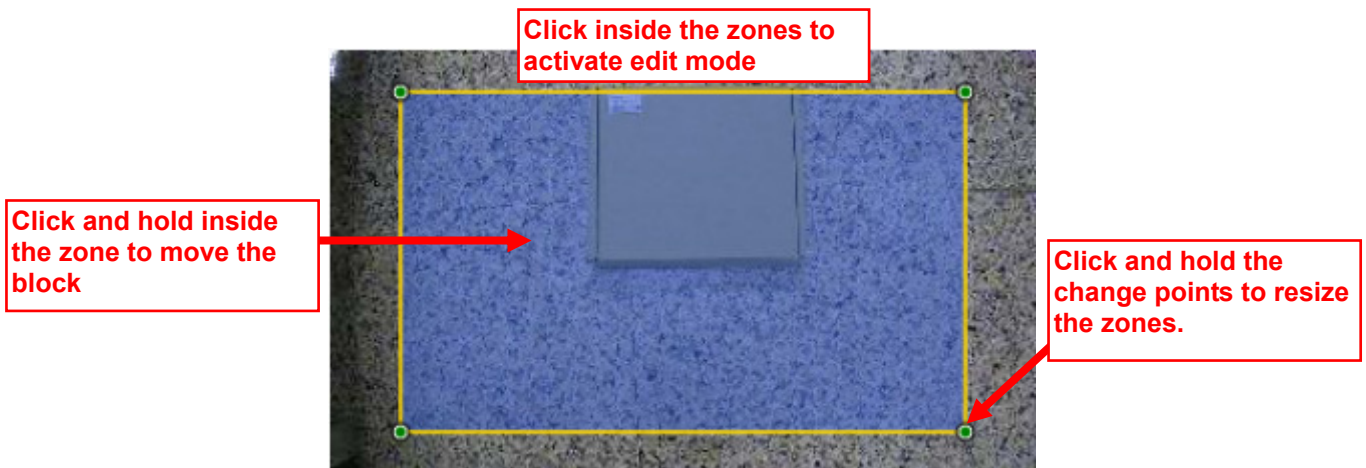 Click inside the zones to
activate edit mode
Click and hold inside
the zone to move the
block
Click and hold the
change points to resize
the zones.